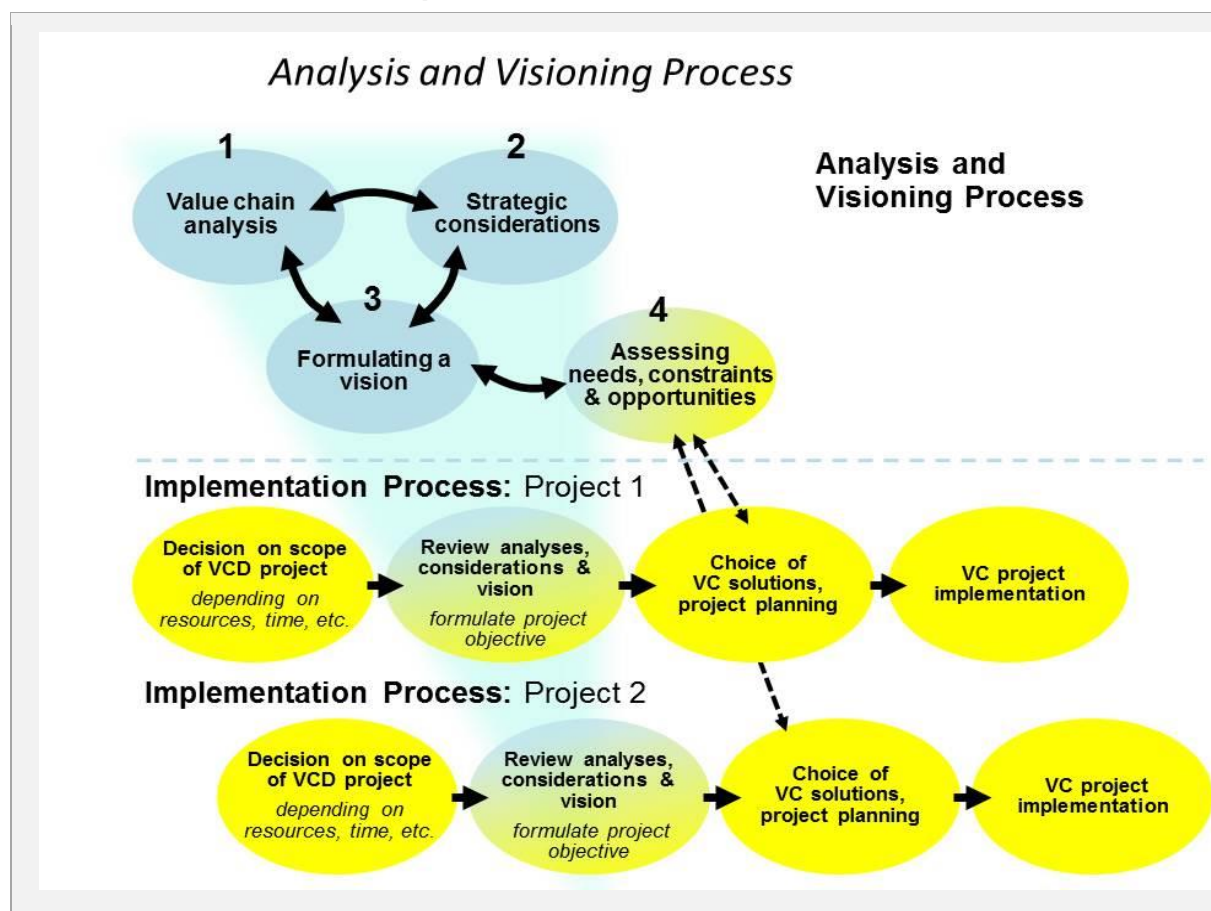 Analysis and Visioning Process
1
2
Analysis and
Visioning Process
Value chain
analysis
Strategic
considerations
3
4
Formulating a
vision
Assessing
needs, constraints
& opportunities
Implementation Process: Project 1
Decision on scope
of VCD project
depending on
resources, time, etc.
Review analyses,
considerations &
vision
formulate project
objective
Choice of
VC solutions,
project planning
VC project
implementation
Implementation Process: Project 2
Decision on scope
of VCD project
depending on
resources, time, etc.
Review analyses,
considerations &
vision
formulate project
objective
Choice of
VC solutions,
project planning
VC project
implementation